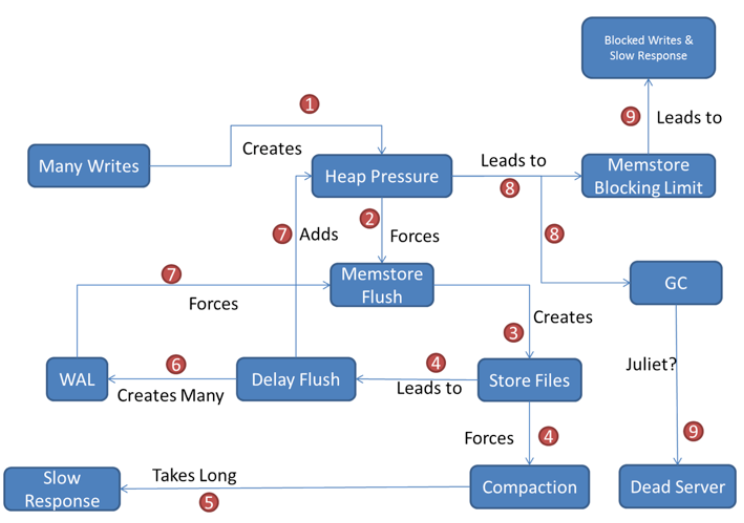 Blocked Writes &
Slow Response
1
9
Leads to
Creates
Many Writes
Leads to
Heap Pressure
Memstore
Blocking Limit
8
2
7
Adds
Forces
8
7
Memstore
Flush
GC
Forces
Creates
3
Juliet?
6
4
WAL
Delay Flush
Store Files
Creates Many
Leads to
Forces
4
9
Takes Long
Slow
Response
Compaction
Dead Server
5